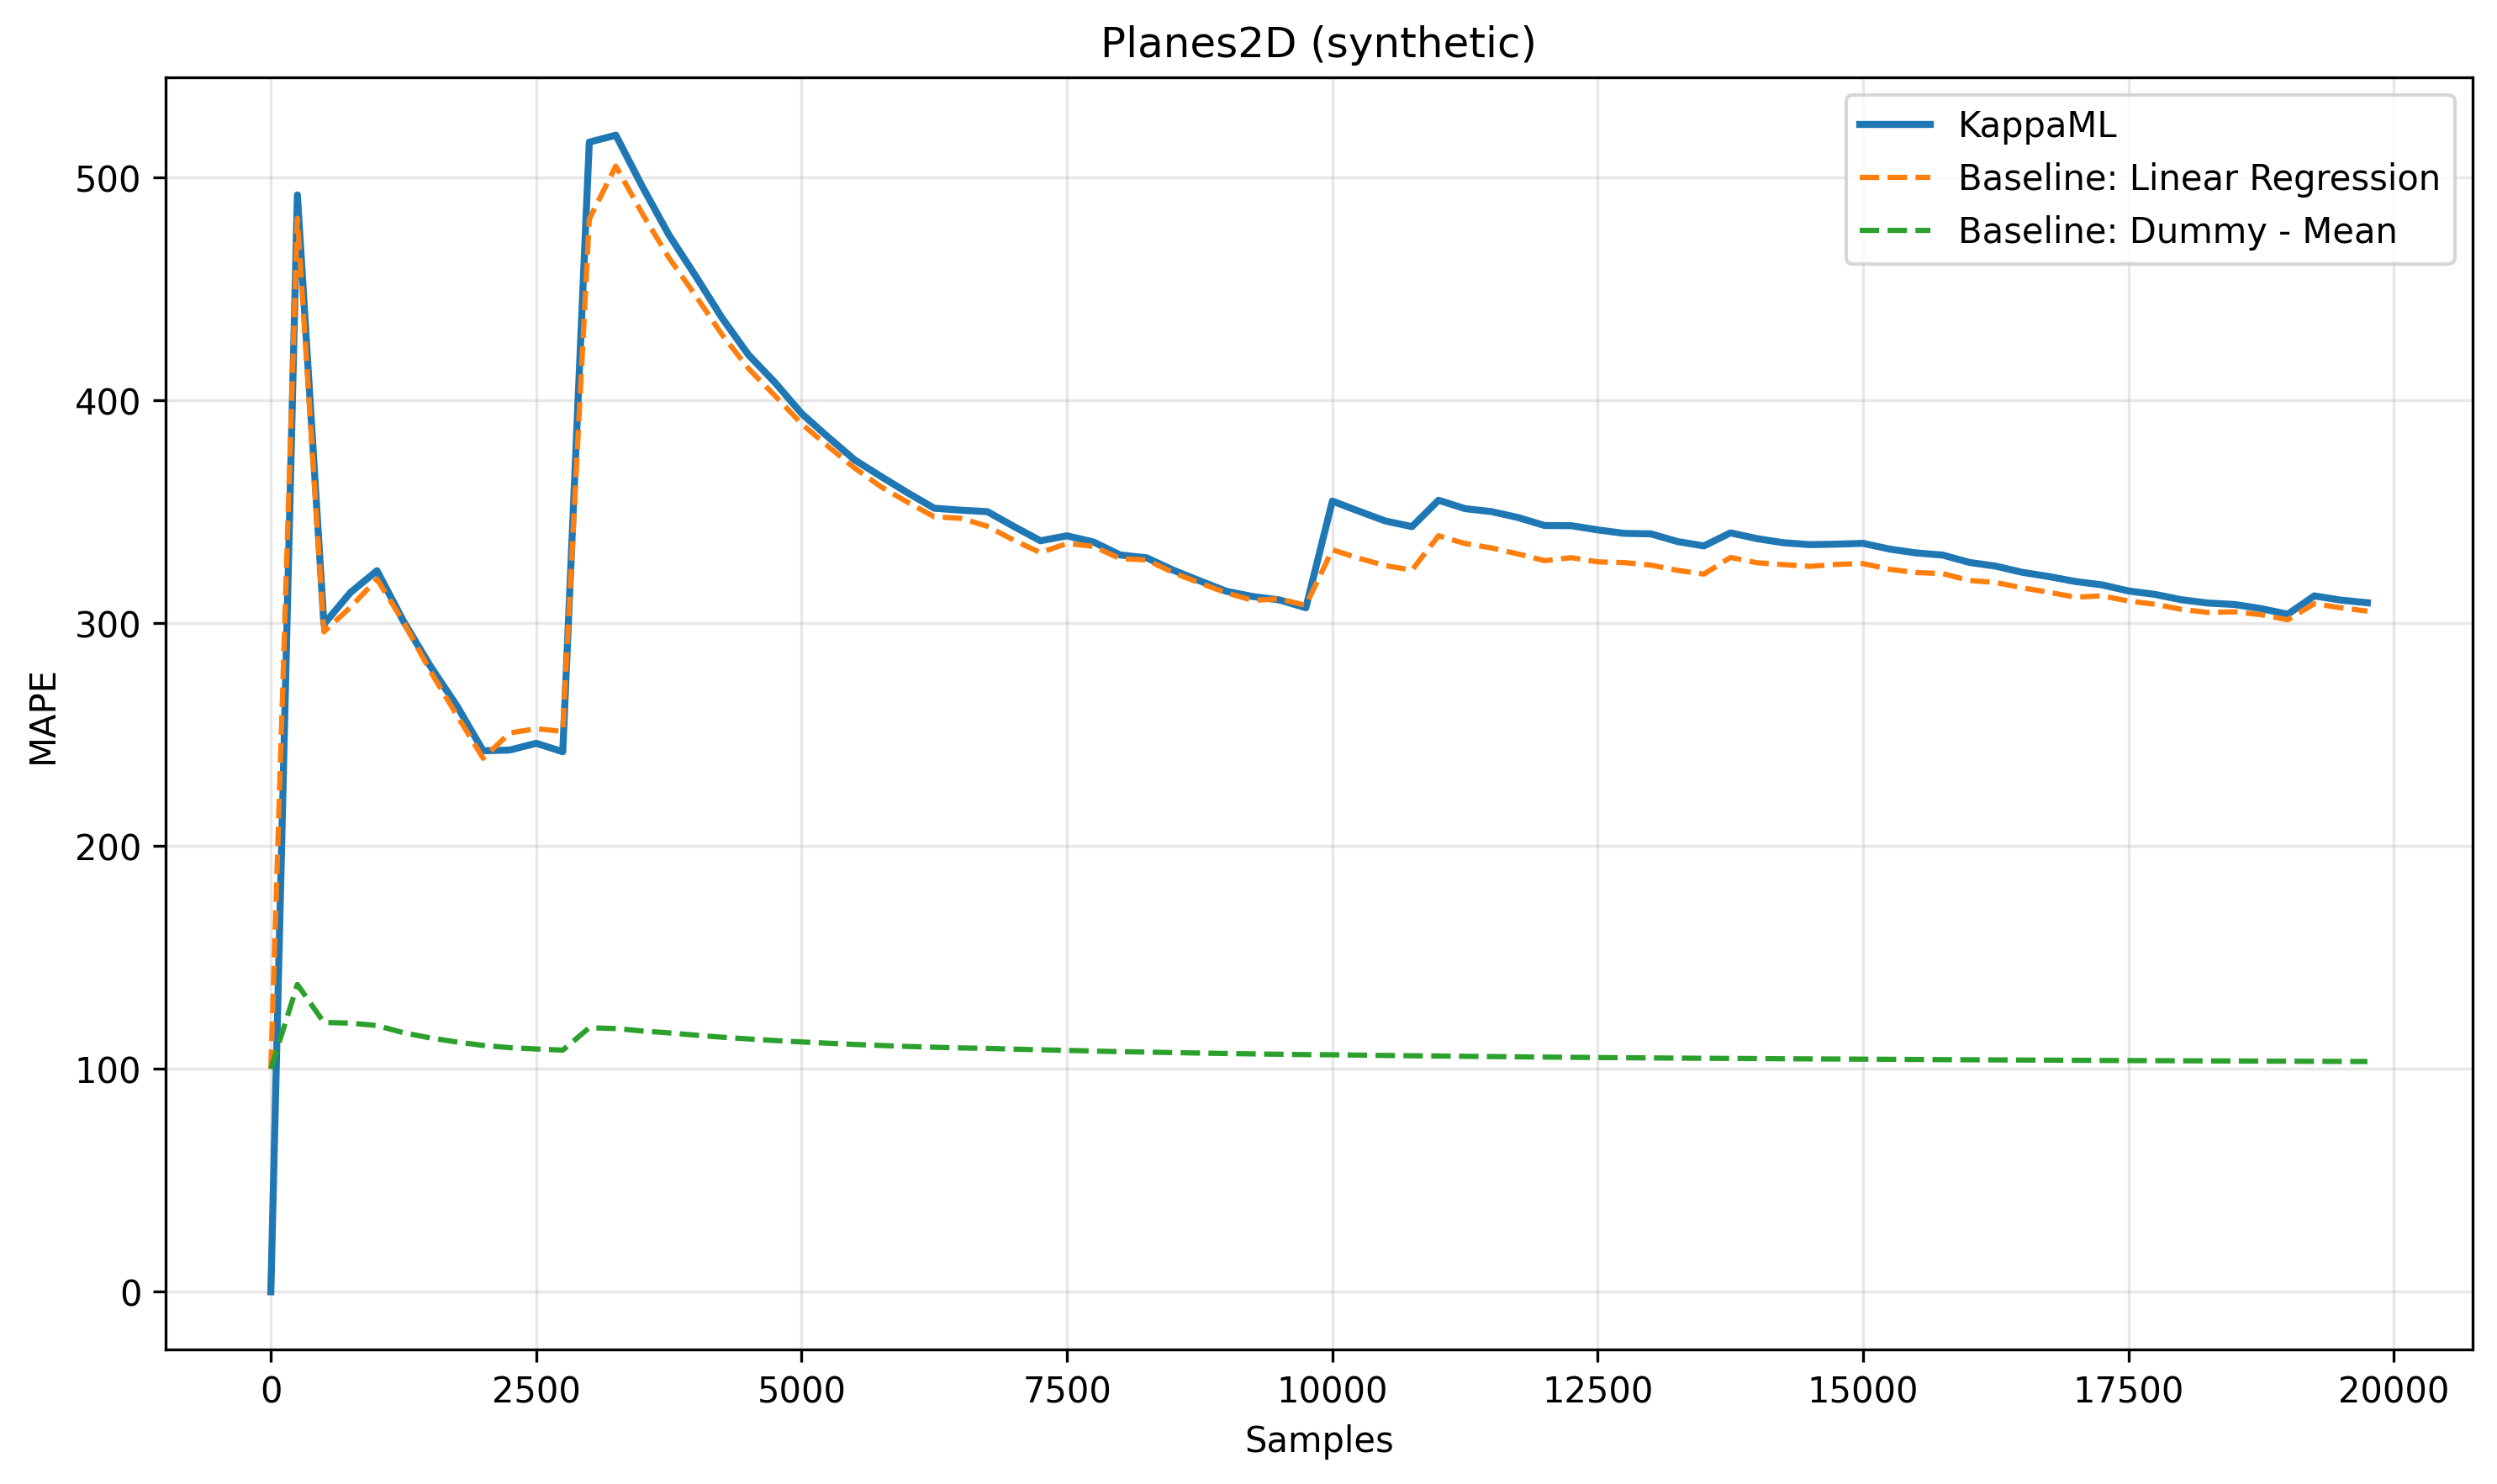 Planes2D (synthetic)
KappaML
Baseline: Linear Regression
Baseline: Dummy - Mean
MAPE
500
400
300
200
100
0
0 2500 5000 7500 10000 12500 15000 17500 20000
Samples